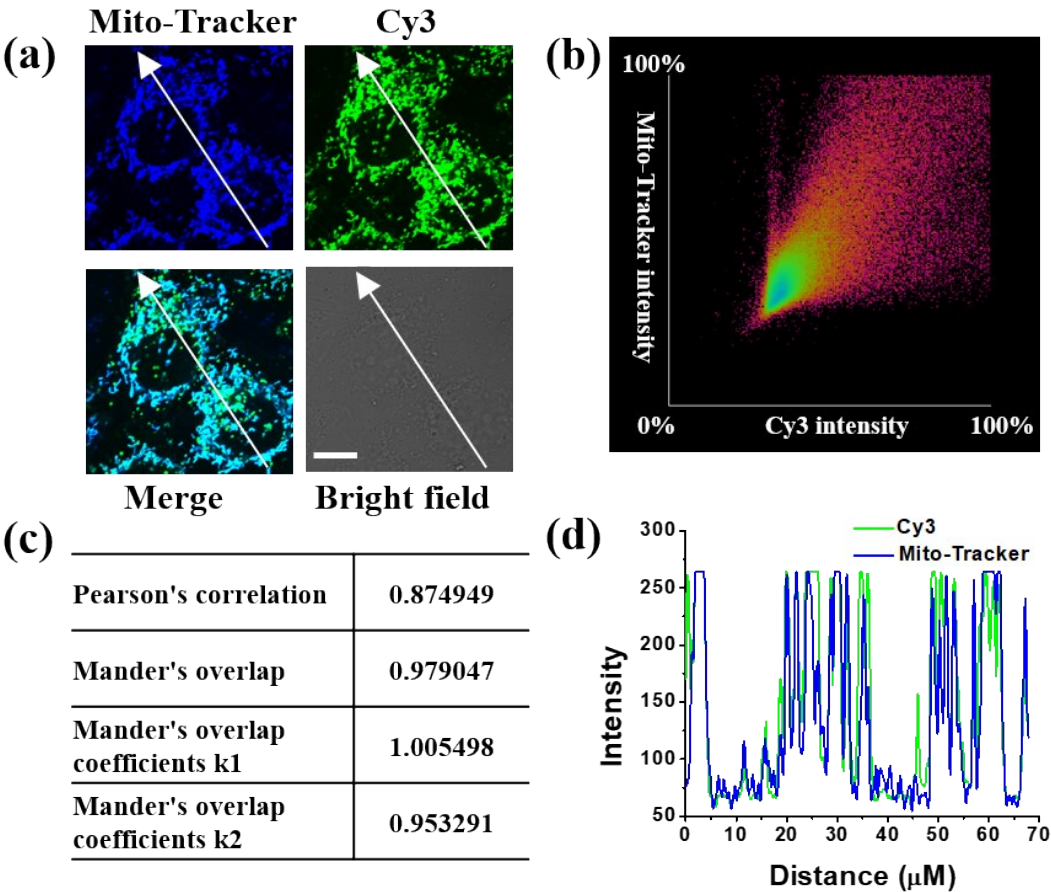 (a)
Mito-Tracker
Cy3
Merge
Bright field
(b)
100%
Mito-Tracker intensity
0%
Cy3 intensity
100%
(c)
Pearson's correlation
0.874949
Mander's overlap
0.979047
Mander's overlap
coefficients k1
1.005498
Mander's overlap
coefficients k2
0.953291
(d)
Cy3
Mito-Tracker
Intensity
300
250
200
150
100
50
0
10
20
30
40
50
60
70
Distance (μM)